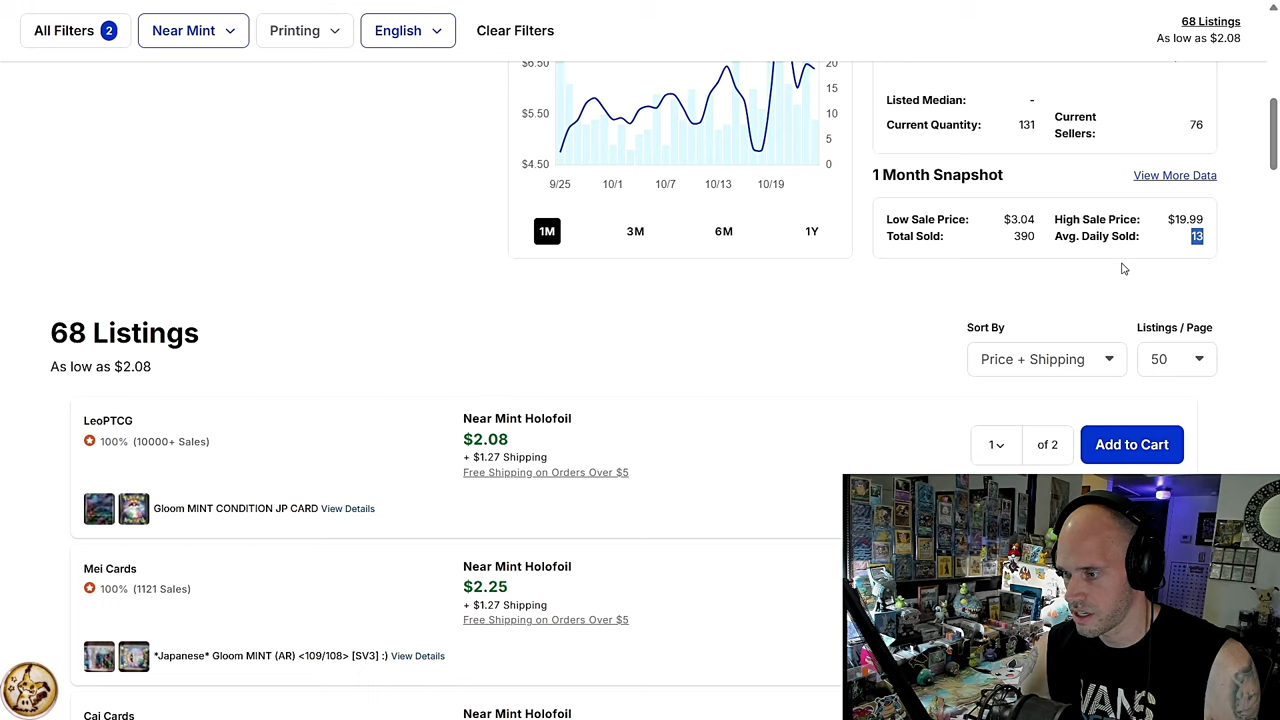 All Filters 2
Near Mint
Printing
English
Clear Filters
68 Listings
As low as $2.08
$6.50
$5.50
$4.50
20
15
10
5
0
9/25 10/1 10/7 10/13 10/19
1M 3M 6M 1Y
Listed Median: -
Current Quantity: 131
Current Sellers: 76
1 Month Snapshot
View More Data
Low Sale Price: $3.04
High Sale Price: $19.99
Total Sold: 390
Avg. Daily Sold: 13
68 Listings
As low as $2.08
Sort By
Price + Shipping
Listings / Page
50
LeoPTCG
100% (10000+ Sales)
Near Mint Holofoil
$2.08
+ $1.27 Shipping
Free Shipping on Orders Over $5
1 of 2
Add to Cart
Gloom MINT CONDITION JP CARD View Details
Mei Cards
100% (1121 Sales)
Near Mint Holofoil
$2.25
+ $1.27 Shipping
Free Shipping on Orders Over $5
*Japanese* Gloom MINT (AR) <109/108> [SV3] :) View Details
Cai Cards
Near Mint Holofoil
VANS